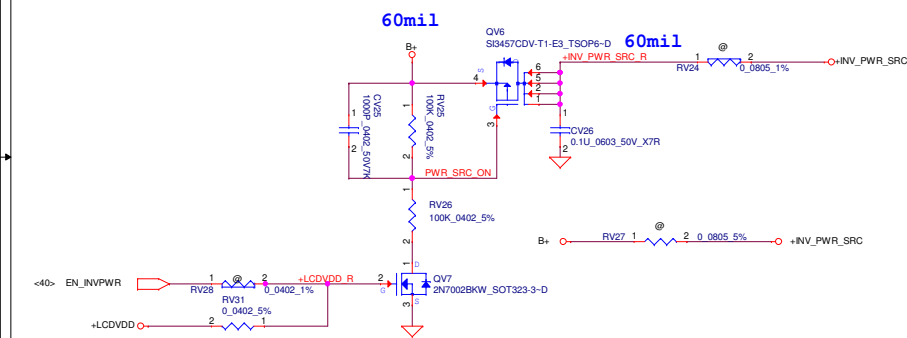 60mil
QV6
SI3457CDV-T1-E3_TSOP6~D
60mil
B+
+INV_PWR_SRC_R
@
1
2
RV24
0_0805_1%
+INV_PWR_SRC
S
4
6
5
2
1
G
3
1
CV25
1000P_0402_50V7K
2
1
RV25
100K_0402_5%
2
1
CV26
0.1U_0603_50V_X7R
2
PWR_SRC_ON
1
RV26
100K_0402_5%
2
@
B+
RV27
1
2
0_0805_5%
+INV_PWR_SRC
1
D
<40>
EN_INVPWR
1
@
2
+LCDVDD_R
2
G
QV7
RV28
0_0402_1%
2N7002BKW_SOT323-3~D
3
S
RV31
0_0402_5%
+LCDVDD
2
1